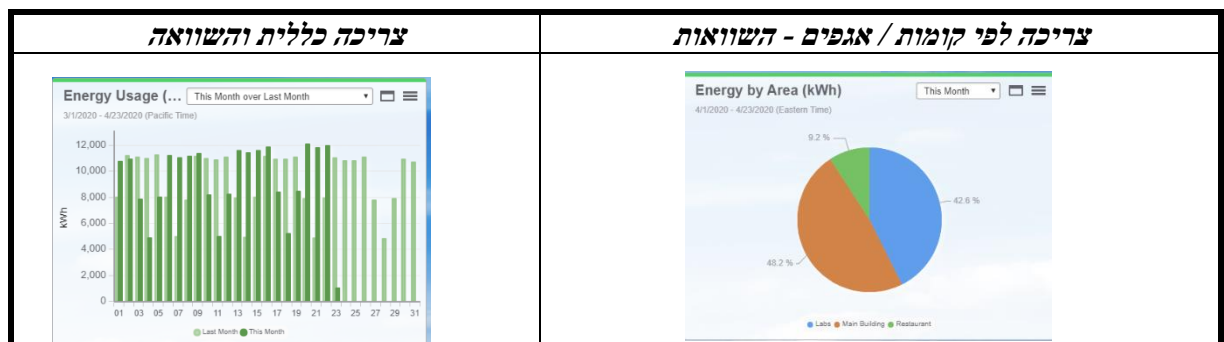 צריכה לפי קומות / אגפים - השוואות
צריכה כללית והשוואה
Energy Usage (... This Month over Last Month
3/1/2020 - 4/23/2020 (Pacific Time)
12,000
10,000
8,000
6,000
4,000
2,000
0
kWh
01 03 05 07 09 11 13 15 17 19 21 23 25 27 29 31
Last Month This Month
Energy by Area (kWh) This Month
4/1/2020 - 4/23/2020 (Eastern Time)
9.2 %
42.6 %
48.2 %
Labs Main Building Restaurant